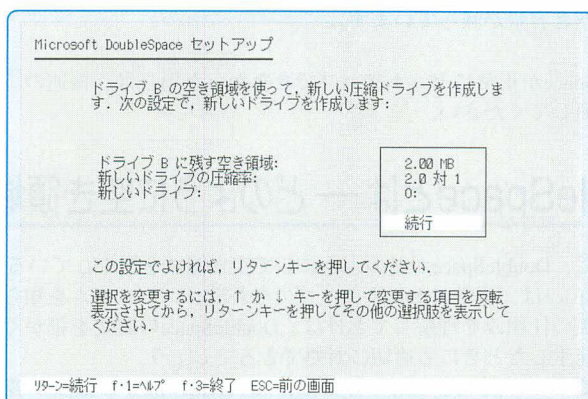 Microsoft DoubleSpace セットアップ
ドライブ B の空き領域を使って，新しい圧縮ドライブを作成しま
す．次の設定で，新しいドライブを作成します:
ドライブ B に残す空き領域: 2.00 MB
新しいドライブの圧縮率: 2.0 対 1
新しいドライブ: O:
続行
この設定でよければ，リターンキーを押してください．
選択を変更するには，↑ か ↓ キーを押して変更する項目を反転
表示させてから，リターンキーを押してその他の選択肢を表示して
ください．
ﾘﾀｰﾝ=続行 f･1=ﾍﾙﾌﾟ f･3=終了 ESC=前の画面